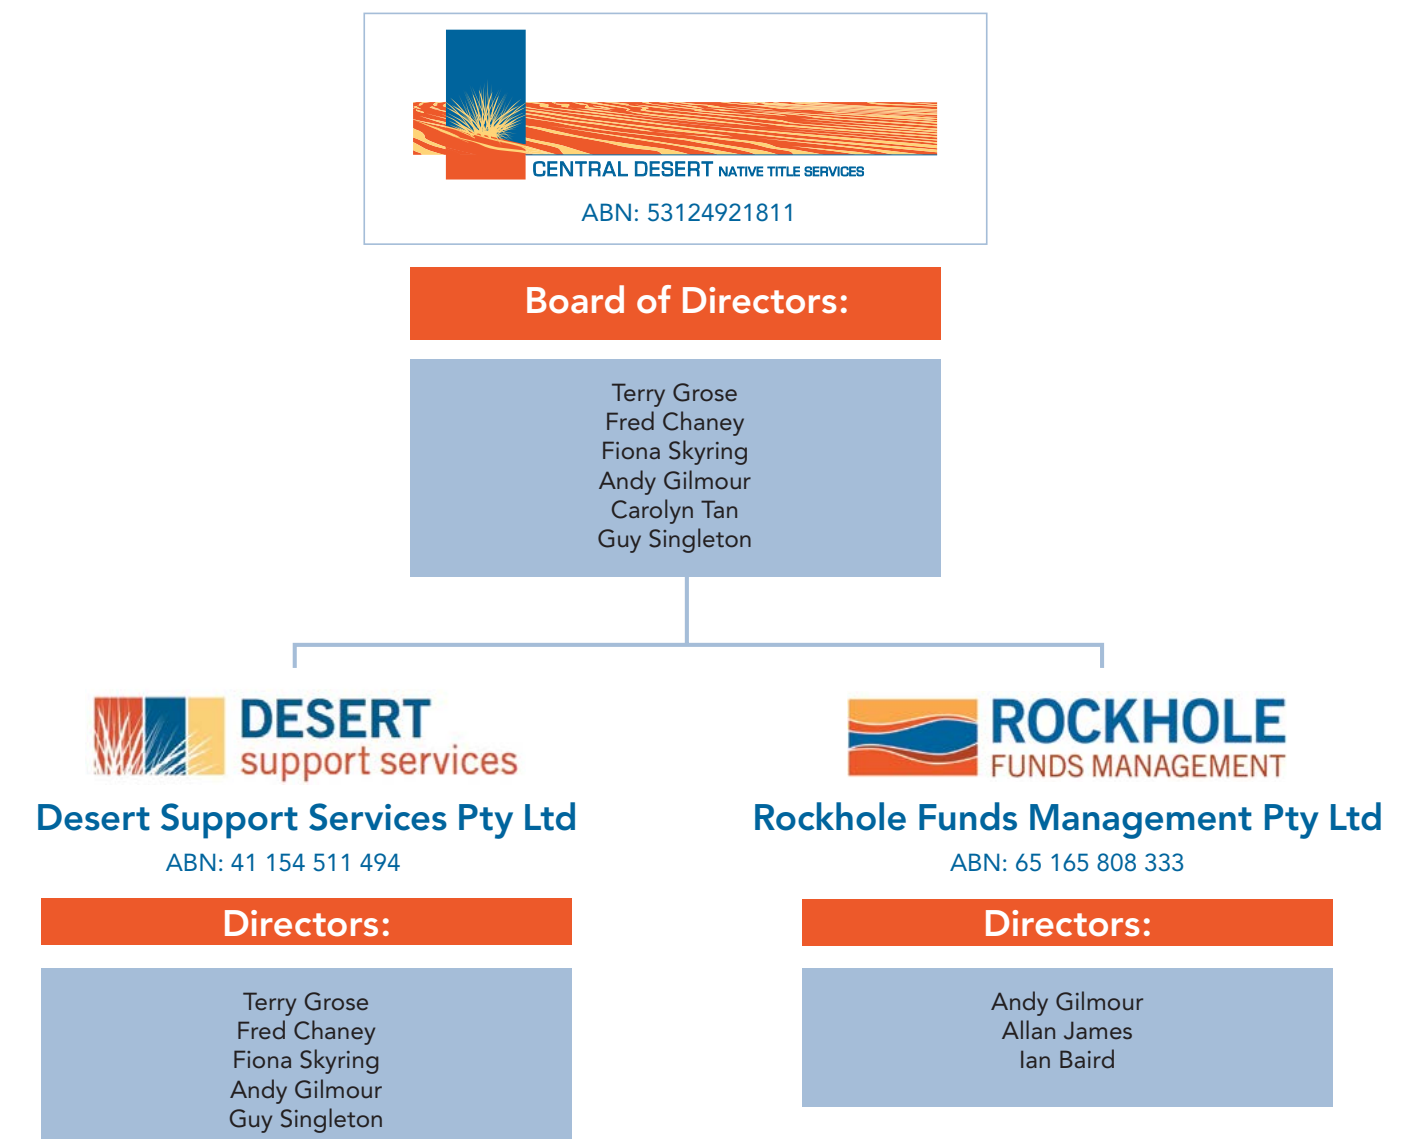 CENTRAL DESERT NATIVE TITLE SERVICES
ABN: 53124921811
Board of Directors:
Terry Grose
Fred Chaney
Fiona Skyring
Andy Gilmour
Carolyn Tan
Guy Singleton
DESERT
support services
Desert Support Services Pty Ltd
ABN: 41 154 511 494
Directors:
Terry Grose
Fred Chaney
Fiona Skyring
Andy Gilmour
Guy Singleton
ROCKHOLE
FUNDS MANAGEMENT
Rockhole Funds Management Pty Ltd
ABN: 65 165 808 333
Directors:
Andy Gilmour
Allan James
Ian Baird